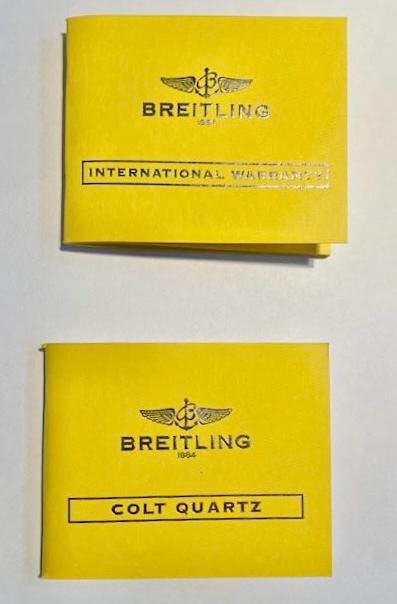 BREITLING
1884
INTERNATIONAL WARRANTY
BREITLING
1884
COLT QUARTZ